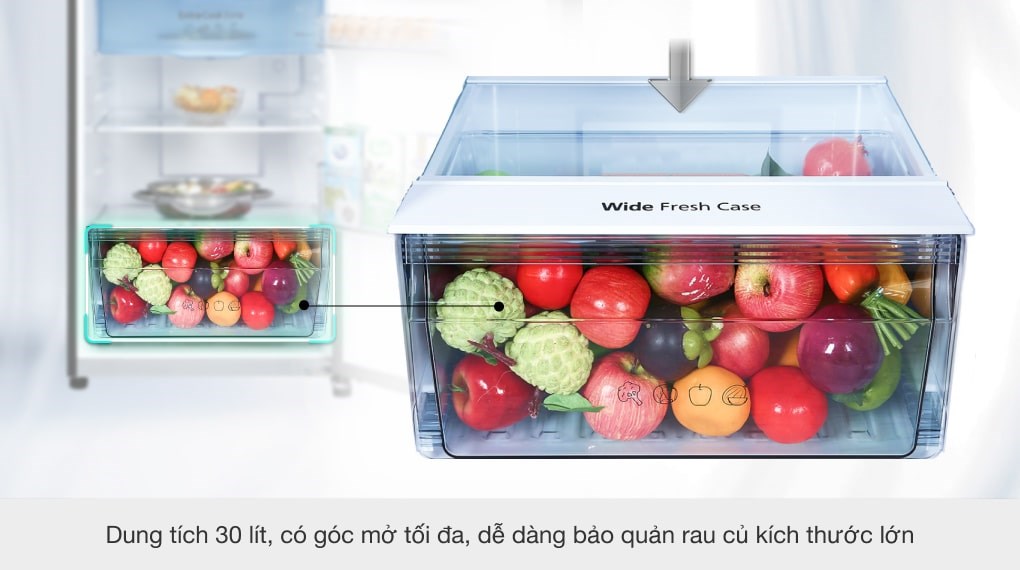 Wide Fresh Case
Dung tích 30 lít, có góc mở tối đa, dễ dàng bảo quản rau củ kích thước lớn